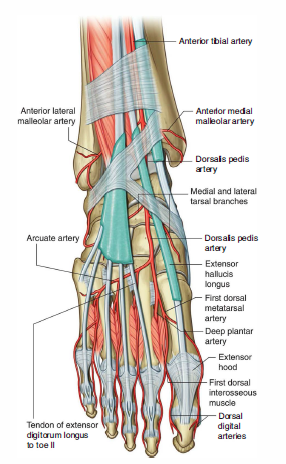 Anterior tibial artery
Anterior lateral
malleolar artery
Anterior medial
malleolar artery
Dorsalis pedis
artery
Medial and lateral
tarsal branches
Arcuate artery
Dorsalis pedis
artery
Extensor
hallucis
longus
First dorsal
metatarsal
artery
Deep plantar
artery
Extensor
hood
First dorsal
interosseous
muscle
Dorsal
digital
arteries
Tendon of extensor
digitorum longus
to toe II